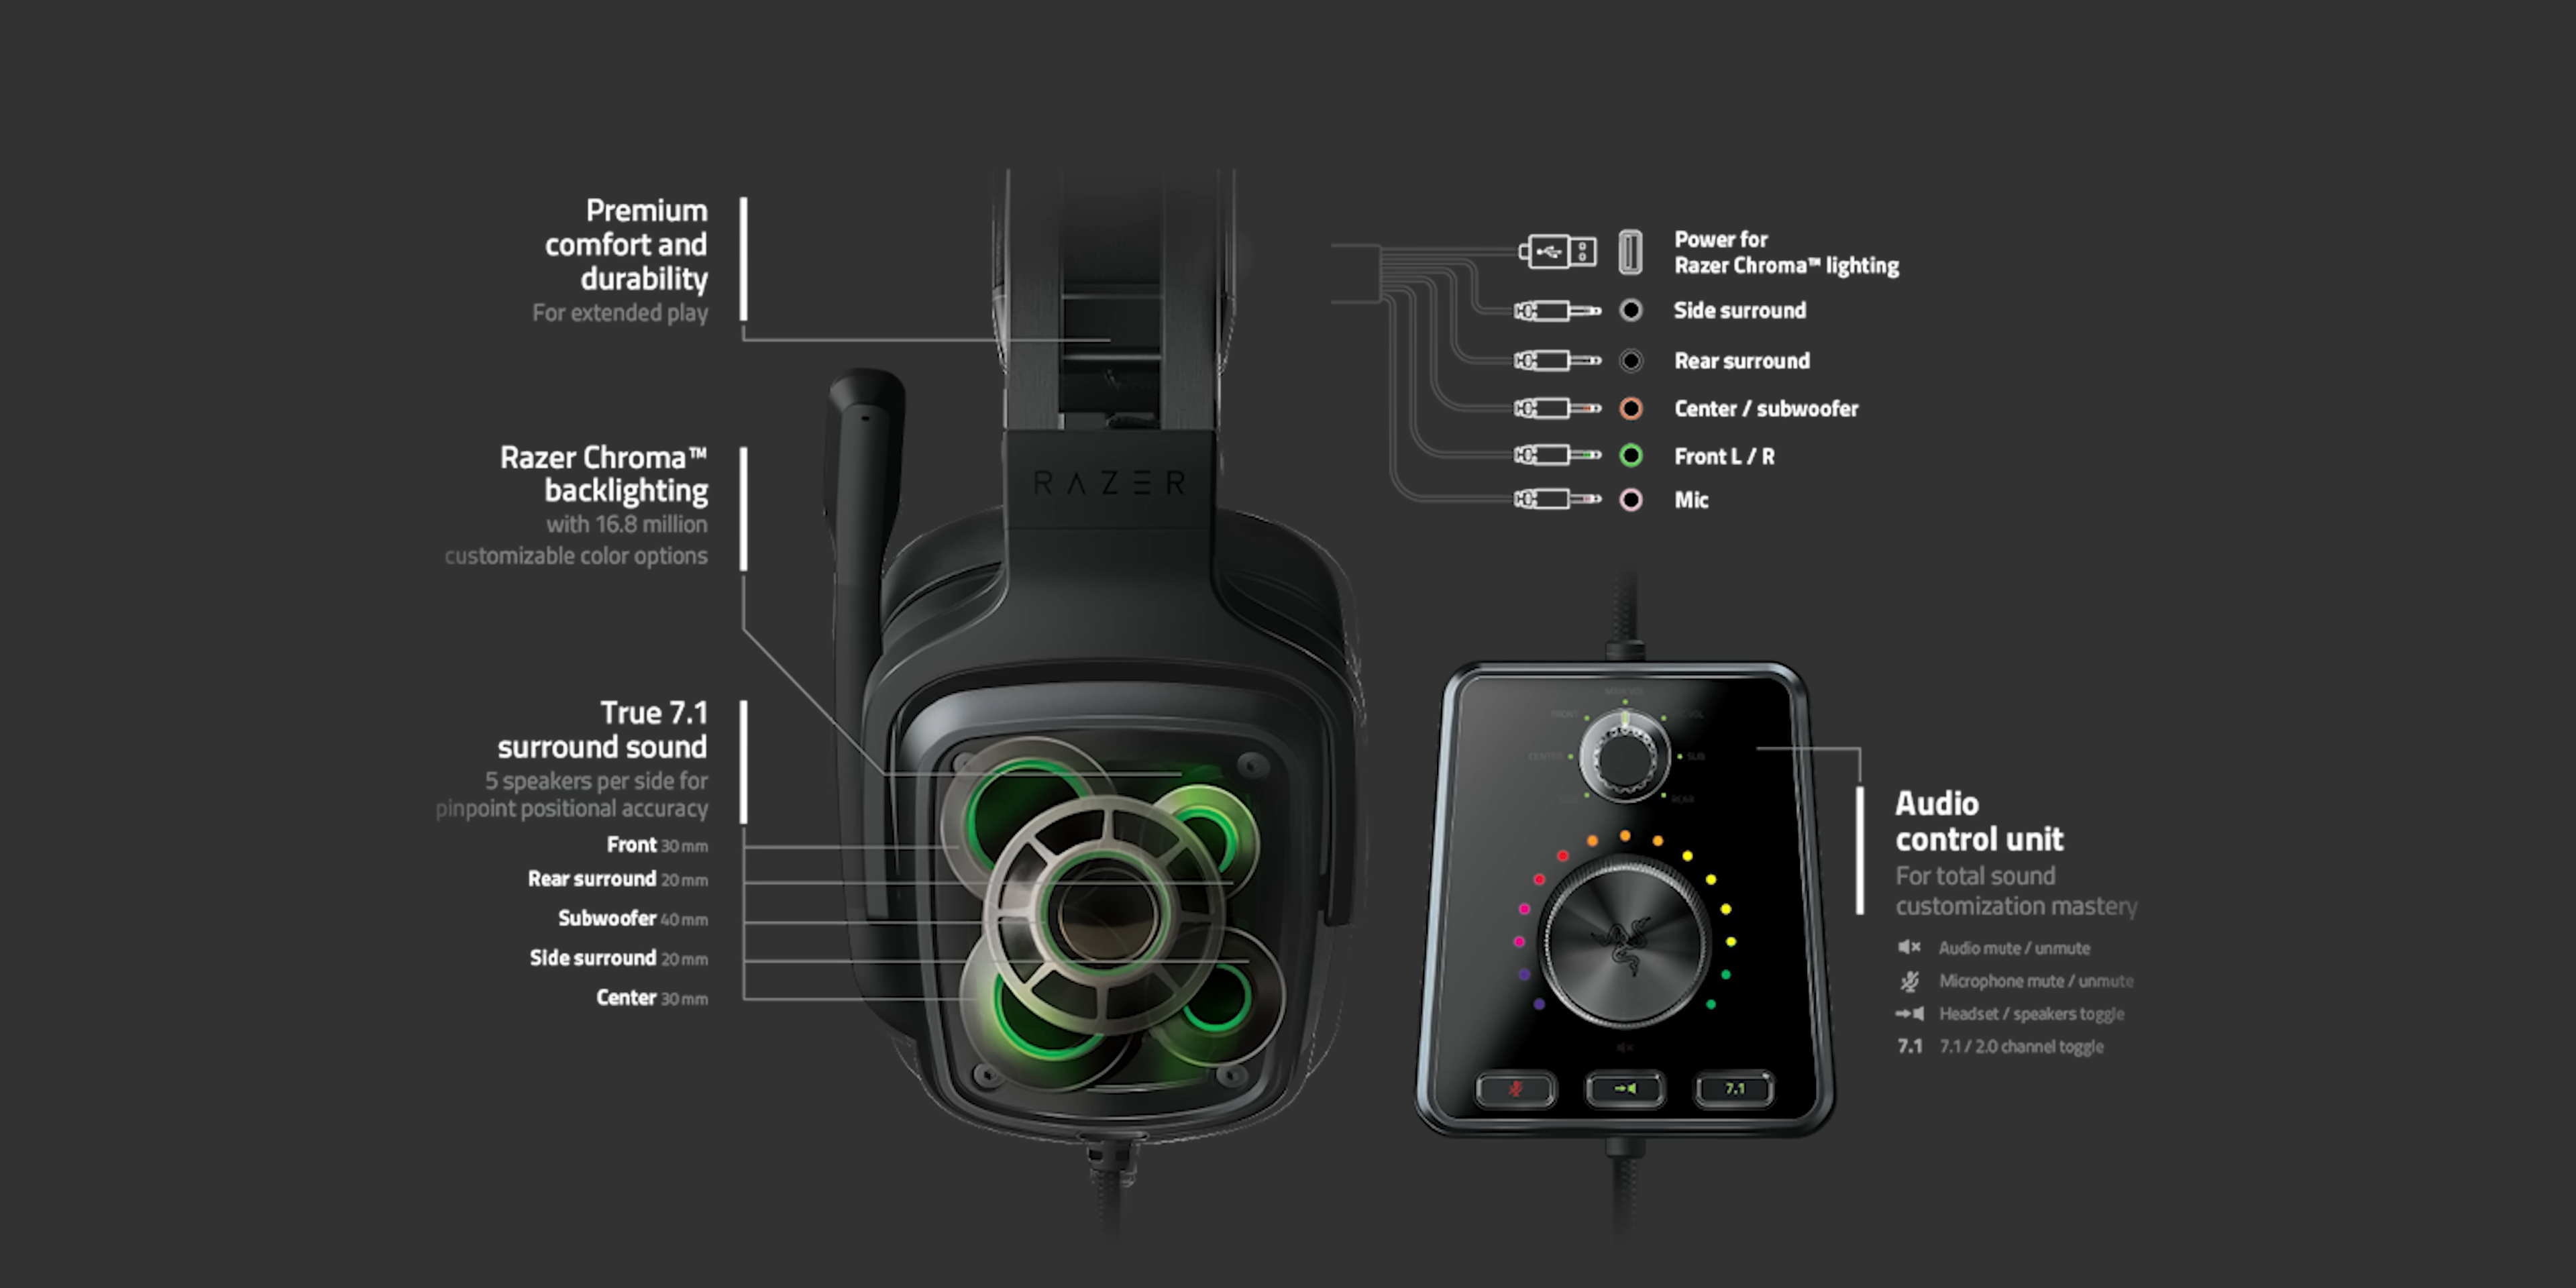 Premium
comfort and
durability
For extended play
Razer Chroma™
backlighting
with 16.8 million
customizable color options
True 7.1
surround sound
5 speakers per side for
pinpoint positional accuracy
Front 30 mm
Rear surround 20 mm
Subwoofer 40 mm
Side surround 20 mm
Center 30 mm
RAZER
Power for
Razer Chroma™ lighting
Side surround
Rear surround
Center / subwoofer
Front L / R
Mic
FRONT
CENTER
SUB
REAR
7.1
Audio
control unit
For total sound
customization mastery
Audio mute / unmute
Microphone mute / unmute
Headset / speakers toggle
7.1 7.1 / 2.0 channel toggle